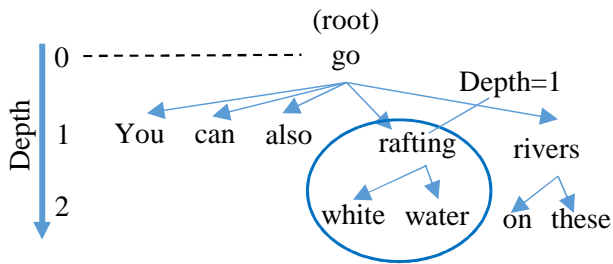 (root)
0 go
Depth=1
Depth
1 You can also rafting rivers
2 white water on these